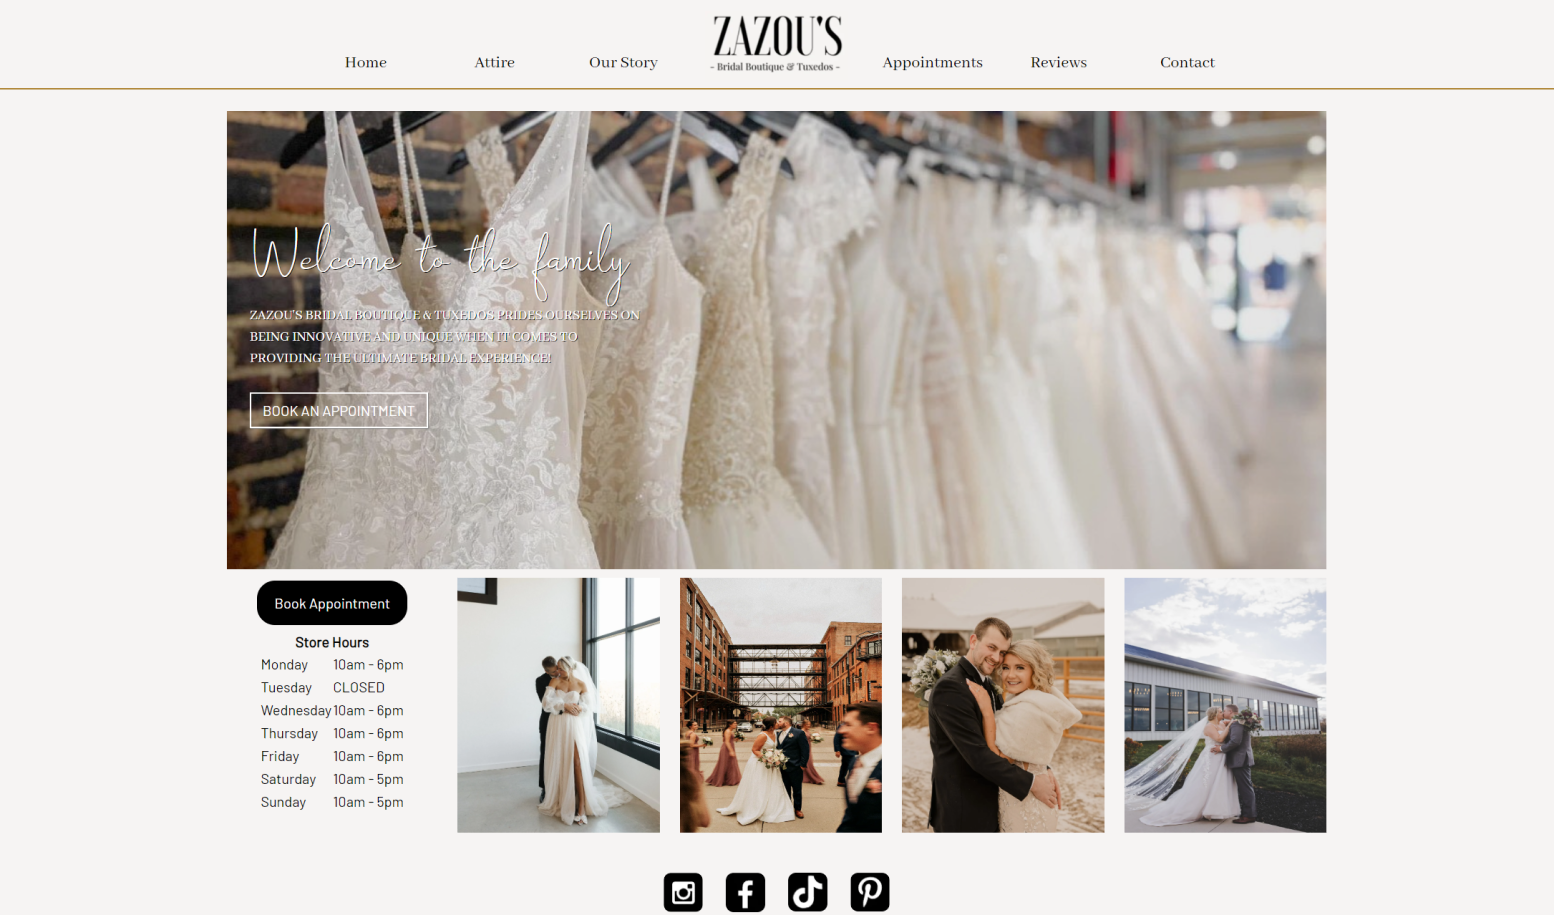 ZAZOU'S
- Bridal Boutique & Tuxedos -
Home
Attire
Our Story
Appointments
Reviews
Contact
Welcome to the family
ZAZOU'S BRIDAL BOUTIQUE & TUXEDOS PRIDES OURSELVES ON
BEING INNOVATIVE AND UNIQUE WHEN IT COMES TO
PROVIDING THE ULTIMATE BRIDAL EXPERIENCE!
BOOK AN APPOINTMENT
Book Appointment
Store Hours
Monday 10am - 6pm
Tuesday CLOSED
Wednesday 10am - 6pm
Thursday 10am - 6pm
Friday 10am - 6pm
Saturday 10am - 5pm
Sunday 10am - 5pm